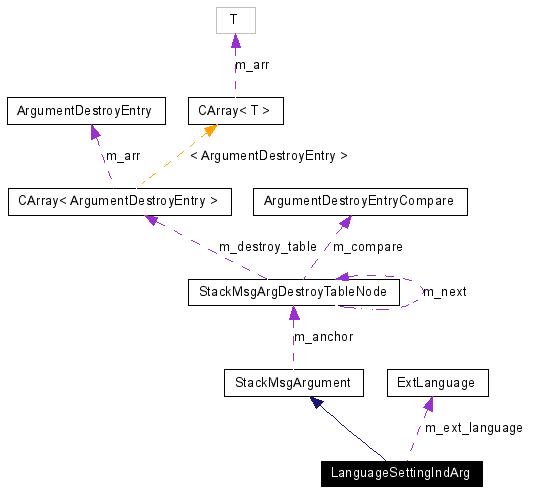 T
m_arr
ArgumentDestroyEntry
CArray< T >
m_arr
< ArgumentDestroyEntry >
CArray< ArgumentDestroyEntry >
ArgumentDestroyEntryCompare
m_destroy_table
m_compare
StackMsgArgDestroyTableNode
m_next
m_anchor
StackMsgArgument
ExtLanguage
m_ext_language
LanguageSettingIndArg